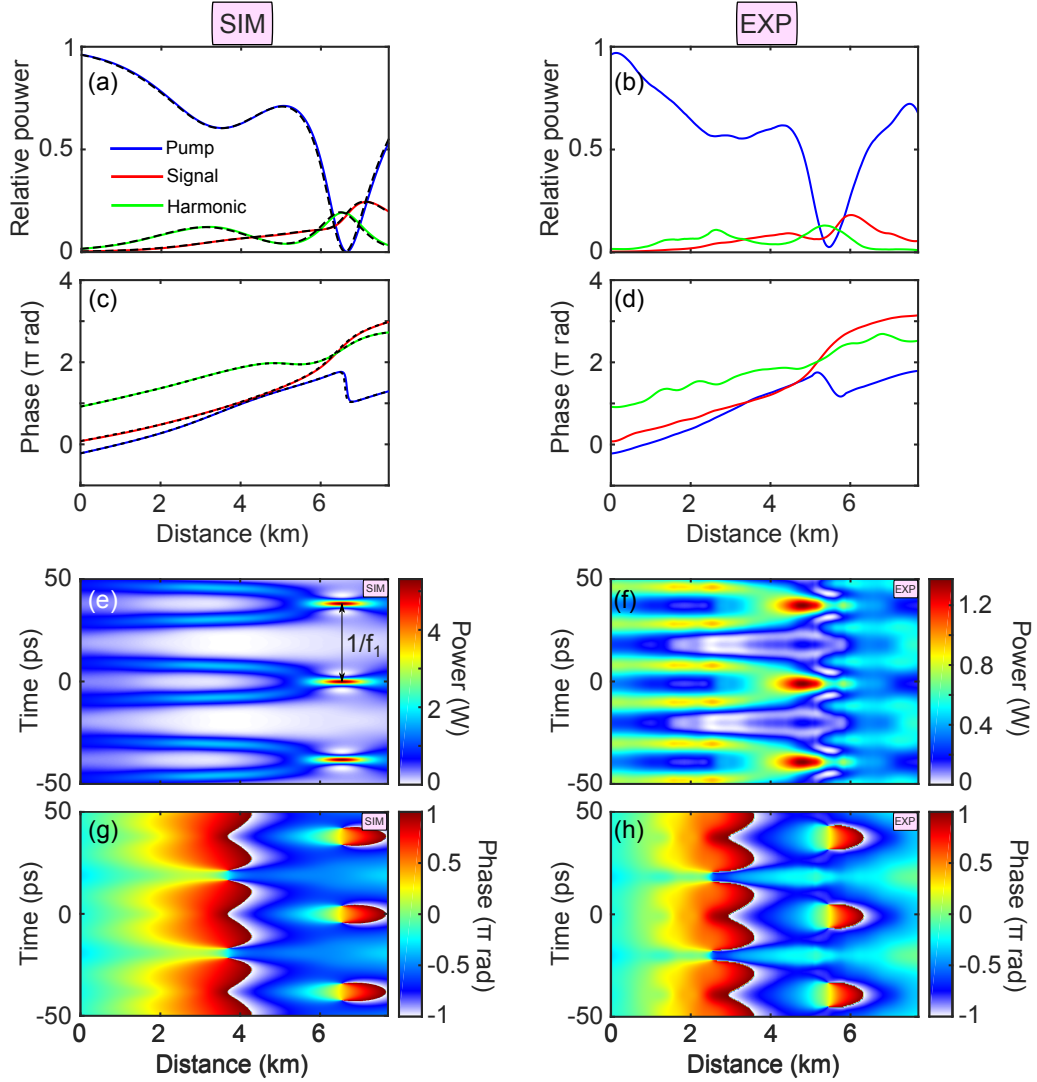 SIM
EXP
(a)
Relative pouwer
1
0.5
0
Pump
Signal
Harmonic
(b)
Relative pouwer
1
0.5
0
(c)
Phase (π rad)
4
2
0
0 2 4 6
Distance (km)
(d)
Phase (π rad)
4
2
0
0 2 4 6
Distance (km)
(e)
SIM
Time (ps)
50
0
-50
1/f₁
4
2
0
Power (W)
(f)
EXP
Time (ps)
50
0
-50
1.2
0.8
0.4
0
Power (W)
(g)
SIM
Time (ps)
50
0
-50
0 2 4 6
Distance (km)
1
0.5
0
-0.5
-1
Phase (π rad)
(h)
EXP
Time (ps)
50
0
-50
0 2 4 6
Distance (km)
1
0.5
0
-0.5
-1
Phase (π rad)